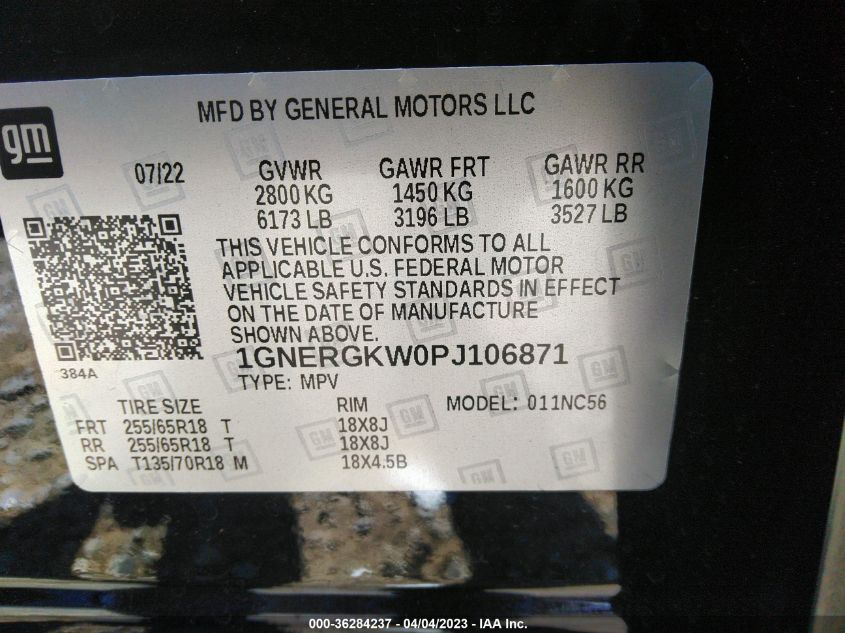 MFD BY GENERAL MOTORS LLC
gm
07/22 GVWR GAWR FRT GAWR RR
2800 KG 1450 KG 1600 KG
6173 LB 3196 LB 3527 LB
THIS VEHICLE CONFORMS TO ALL
APPLICABLE U.S. FEDERAL MOTOR
VEHICLE SAFETY STANDARDS IN EFFECT
ON THE DATE OF MANUFACTURE
SHOWN ABOVE.
1GNERGKW0PJ106871
384A
TYPE: MPV
TIRE SIZE RIM MODEL: 011NC56
FRT 255/65R18 T 18X8J
RR 255/65R18 T 18X8J
SPA T135/70R18 M 18X4.5B
000-36284237 - 04/04/2023 - IAA Inc.